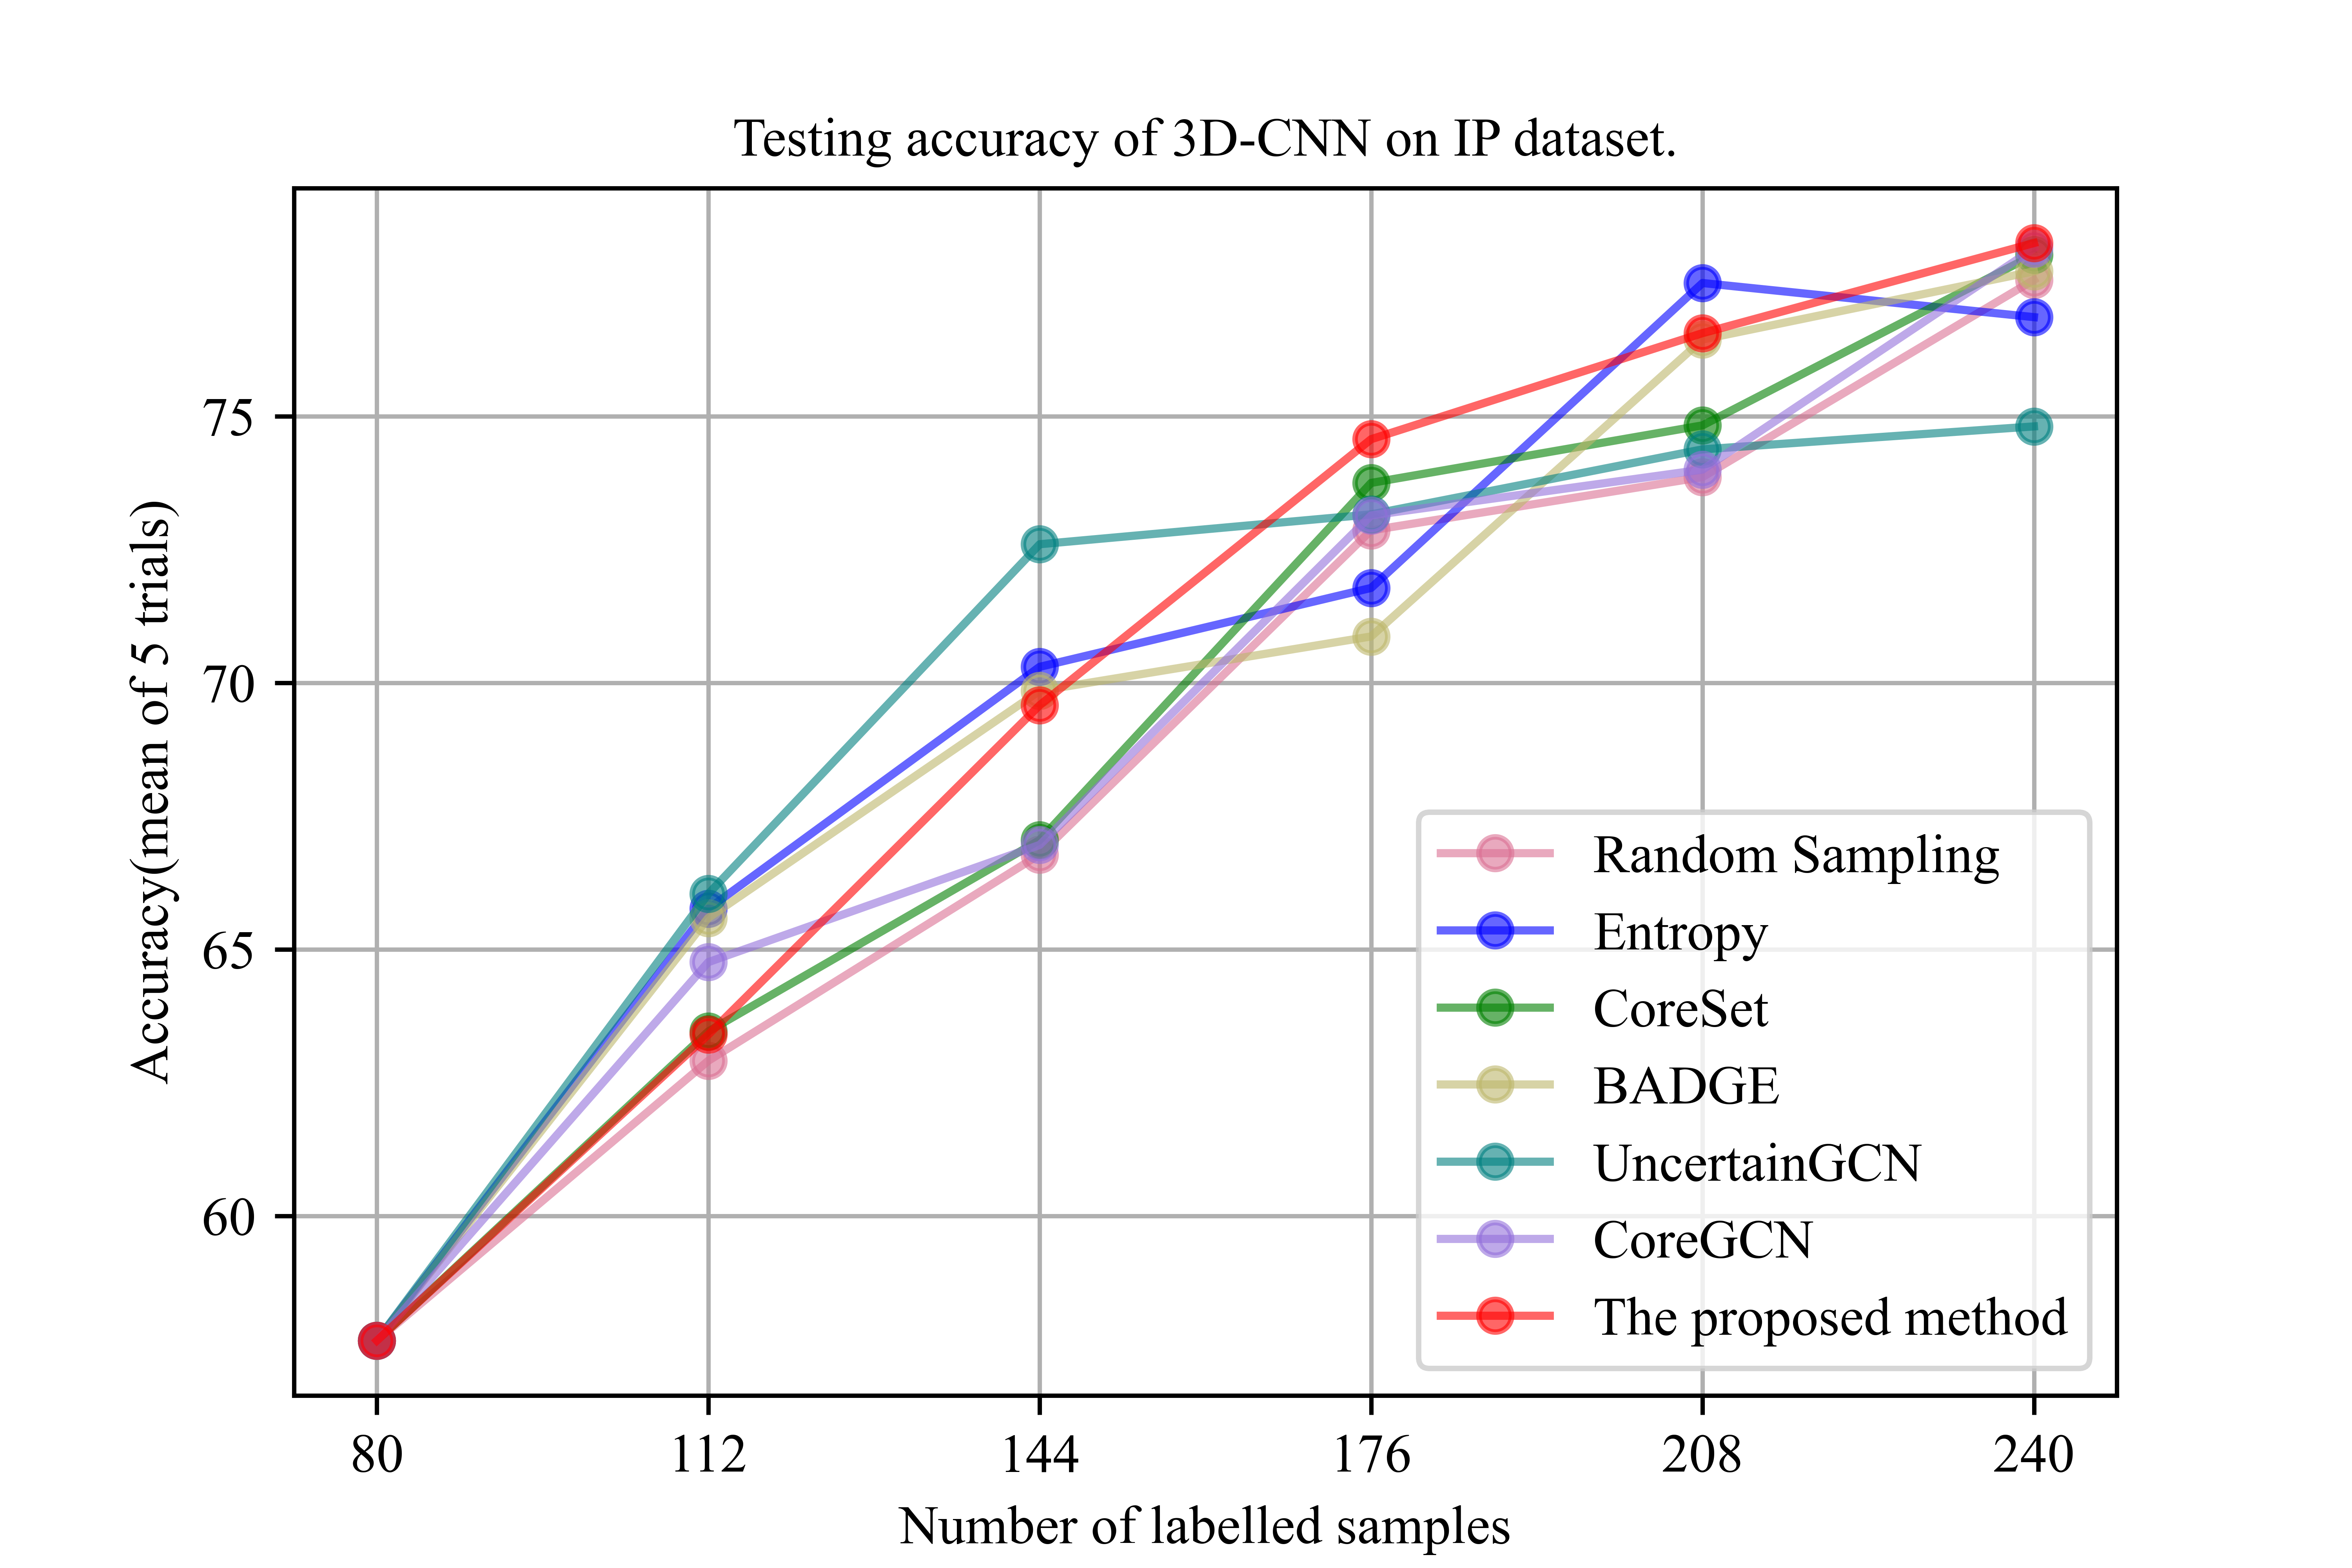 Testing accuracy of 3D-CNN on IP dataset.
75
70
65
60
Accuracy(mean of 5 trials)
Random Sampling
Entropy
CoreSet
BADGE
UncertainGCN
CoreGCN
The proposed method
80 112 144 176 208 240
Number of labelled samples